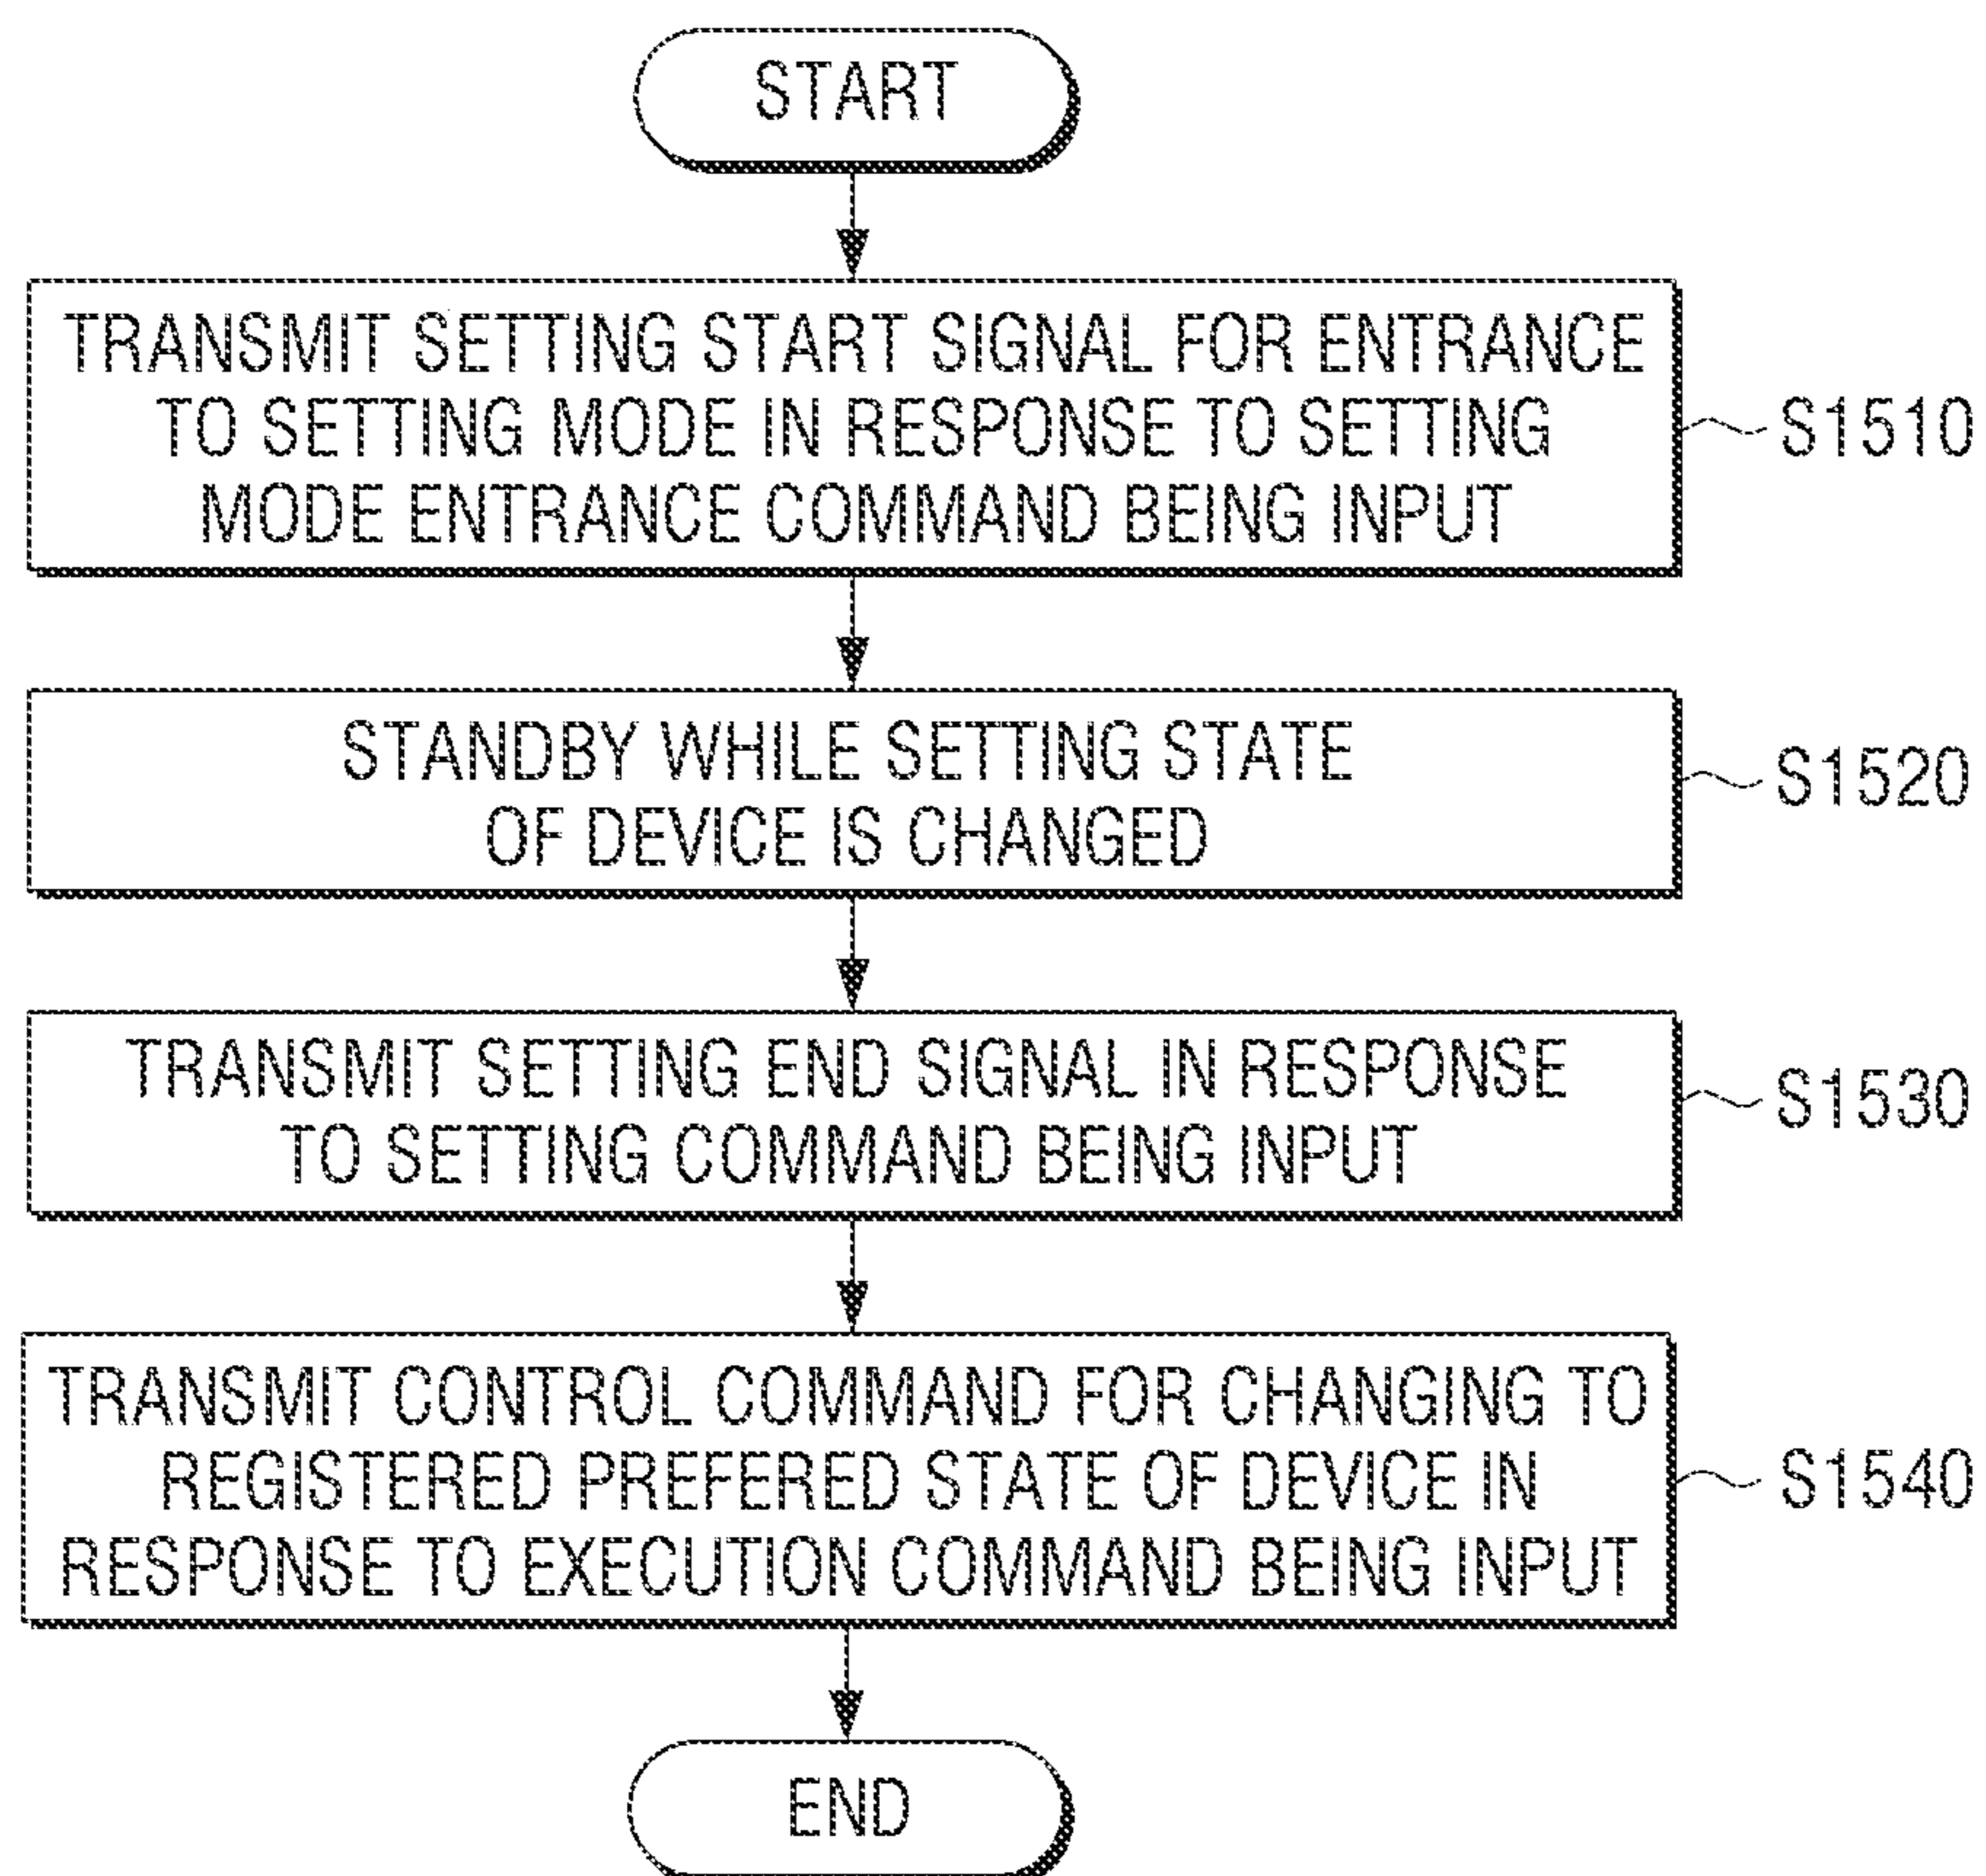 START
TRANSMIT SETTING START SIGNAL FOR ENTRANCE
TO SETTING MODE IN RESPONSE TO SETTING
MODE ENTRANCE COMMAND BEING INPUT
S1510
STANDBY WHILE SETTING STATE
OF DEVICE IS CHANGED
S1520
TRANSMIT SETTING END SIGNAL IN RESPONSE
TO SETTING COMMAND BEING INPUT
S1530
TRANSMIT CONTROL COMMAND FOR CHANGING TO
REGISTERED PREFERED STATE OF DEVICE IN
RESPONSE TO EXECUTION COMMAND BEING INPUT
S1540
END